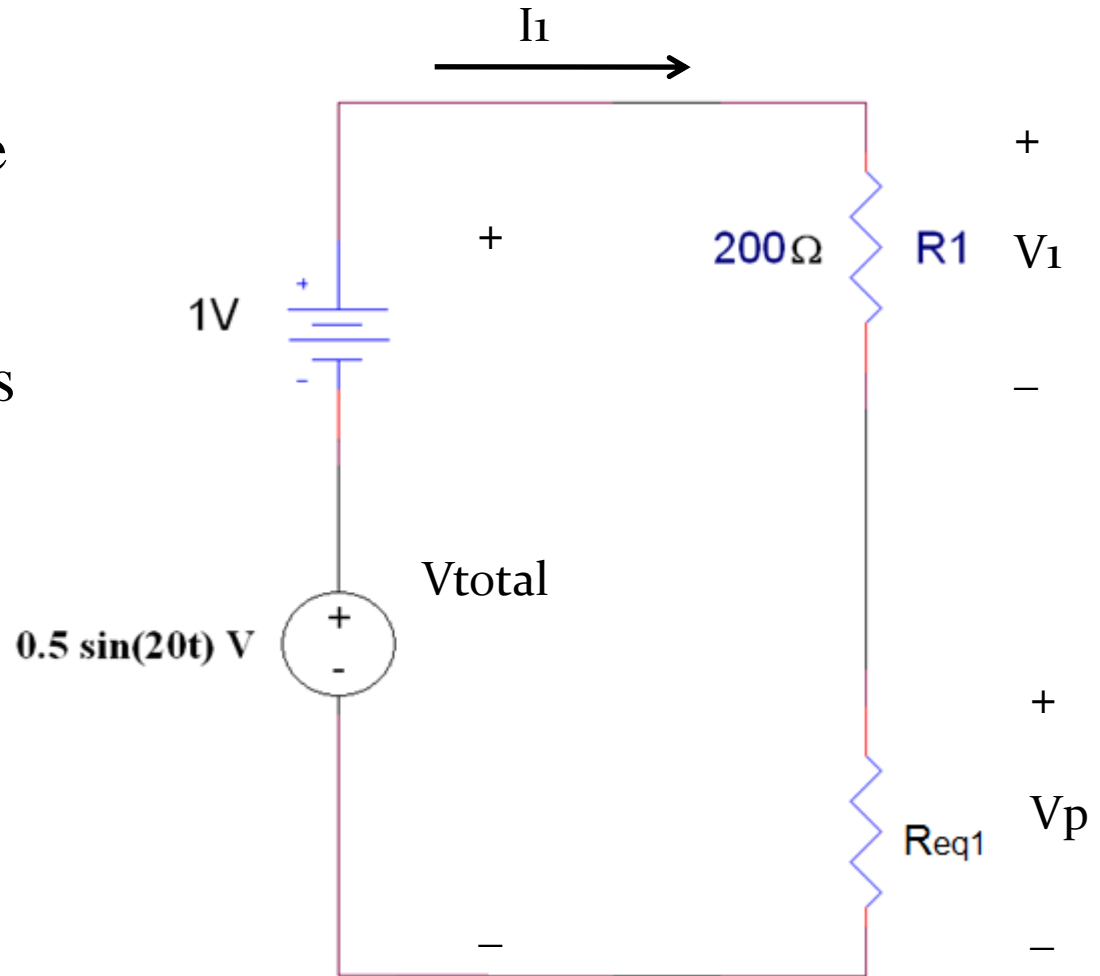 I1
e
+
+
200Ω R1 V1
+
1V
-
s
–
Vtotal
+
0.5 sin(20t) V
-
+
Vp
Req1
–
–